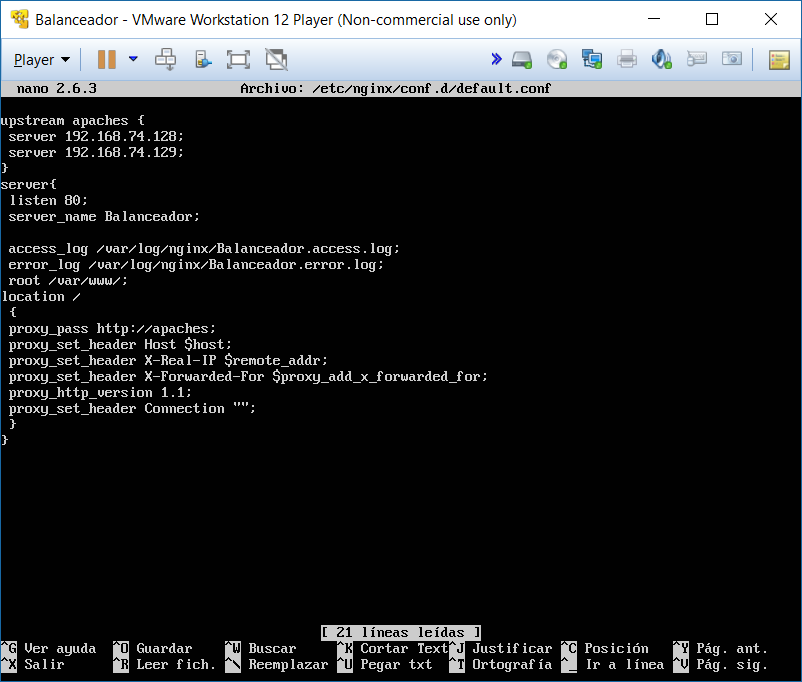 Balanceador - VMware Workstation 12 Player (Non-commercial use only)
Player
nano 2.6.3 Archivo: /etc/nginx/conf.d/default.conf
upstream apaches {
server 192.168.74.128;
server 192.168.74.129;
}
server{
listen 80;
server_name Balanceador;
access_log /var/log/nginx/Balanceador.access.log;
error_log /var/log/nginx/Balanceador.error.log;
root /var/www/;
location /
{
proxy_pass http://apaches;
proxy_set_header Host $host;
proxy_set_header X-Real-IP $remote_addr;
proxy_set_header X-Forwarded-For $proxy_add_x_forwarded_for;
proxy_http_version 1.1;
proxy_set_header Connection "";
}
}
[ 21 líneas leídas ]
^G Ver ayuda ^O Guardar ^W Buscar ^K Cortar Text ^J Justificar ^C Posición ^Y Pág. ant.
^X Salir ^R Leer fich. ^\ Reemplazar ^U Pegar txt ^T Ortografía ^_ Ir a línea ^V Pág. sig.